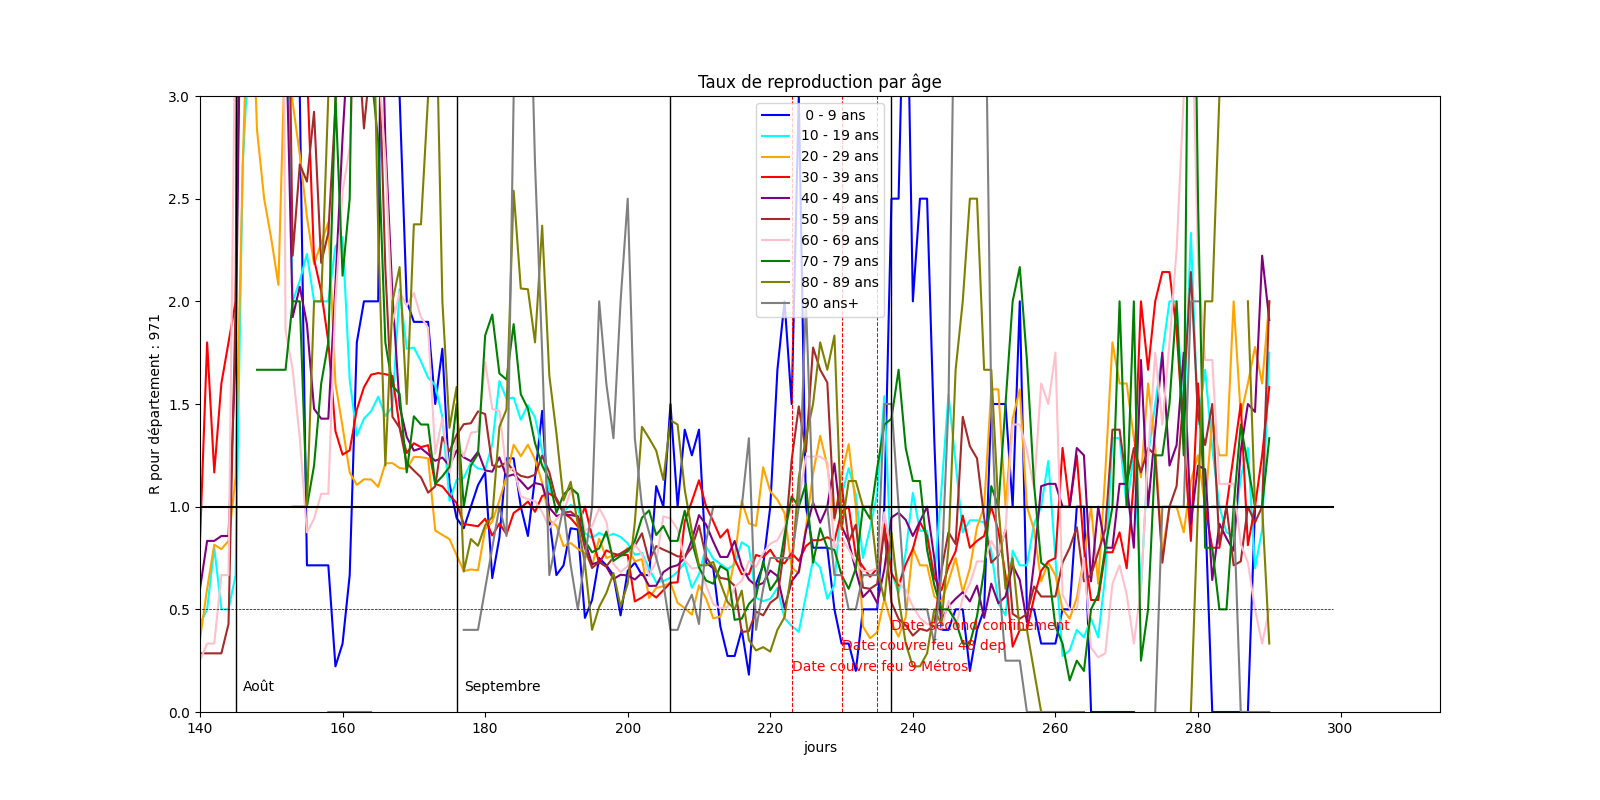 Taux de reproduction par âge
R pour département : 971
3.0
2.5
2.0
1.5
1.0
0.5
0.0
0 - 9 ans
10 - 19 ans
20 - 29 ans
30 - 39 ans
40 - 49 ans
50 - 59 ans
60 - 69 ans
70 - 79 ans
80 - 89 ans
90 ans+
Date second confinement
Date couvre feu 48 dep
Date couvre feu 9 Métros
Août
Septembre
140 160 180 200 220 240 260 280 300
jours